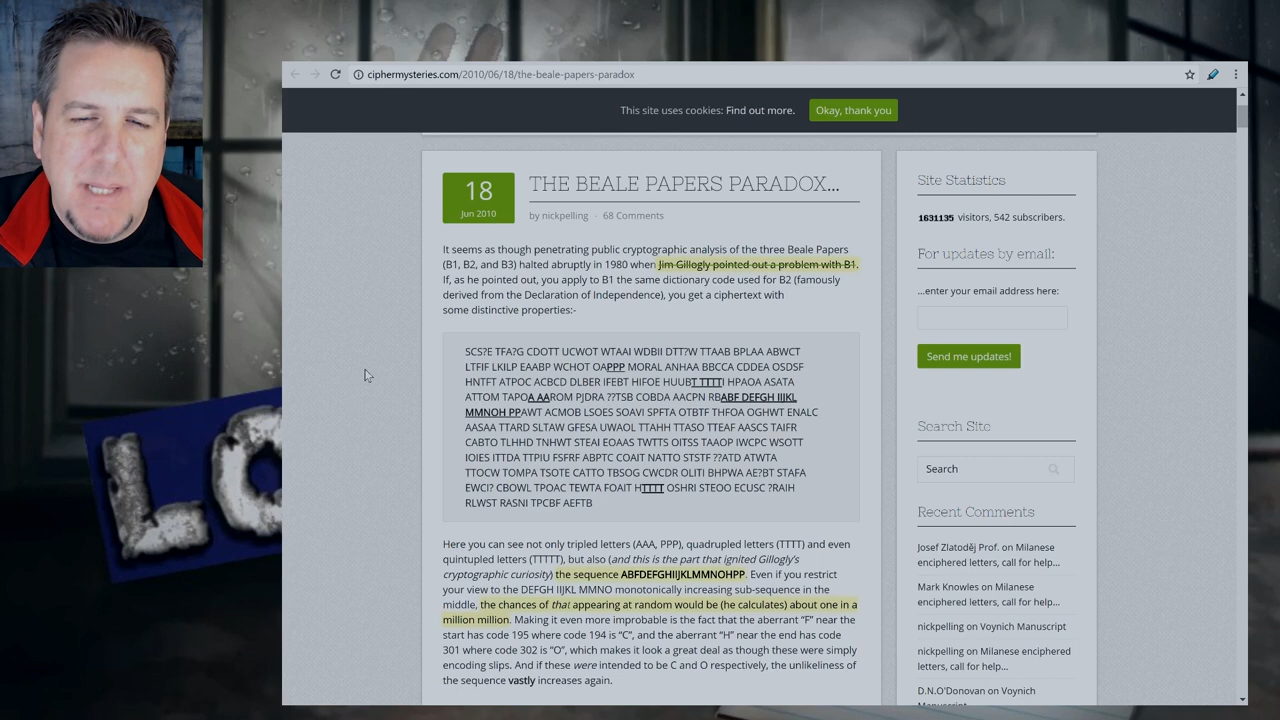 ciphermysteries.com/2010/06/18/the-beale-papers-paradox
This site uses cookies: Find out more.
Okay, thank you
18
Jun 2010
THE BEALE PAPERS PARADOX...
by nickpelling · 68 Comments
It seems as though penetrating public cryptographic analysis of the three Beale Papers
(B1, B2, and B3) halted abruptly in 1980 when Jim Gillogly pointed out a problem with B1.
If, as he pointed out, you apply to B1 the same dictionary code used for B2 (famously
derived from the Declaration of Independence), you get a ciphertext with
some distinctive properties:-
SCS?E TFA?G CDOTT UCWOT WTAAI WDBII DTT?W TTAAB BPLAA ABWCT
LTFIF LKILP EAABP WCHOT OAPPP MORAL ANHAA BBCCA CDDEA OSDSF
HNTFT ATPOC ACBCD DLBER IFEBT HIFOE HUUBT TTTTI HPAOA ASATA
ATTOM TAPOA AAROM PJDRA ??TSB COBDA AACPN RBABF DEFGH IIJKL
MMNOH PPAWT ACMOB LSOES SOAVI SPFTA OTBTF THFOA OGHWT ENALC
AASAA TTARD SLTAW GFESA UWAOL TTAHH TTASO TTEAF AASCS TAIFR
CABTO TLHHD TNHWT STEAI EOAAS TWTTS OITSS TAAOP IWCPC WSOTT
IOIES ITTDA TTPIU FSFRF ABPTC COAIT NATTO STSTF ??ATD ATWTA
TTOCW TOMPA TSOTE CATTO TBSOG CWCDR OLITI BHPWA AE?BT STAFA
EWCI? CBOWL TPOAC TEWTA FOAIT HTTTT OSHRI STEOO ECUSC ?RAIH
RLWST RASNI TPCBF AEFTB
Here you can see not only tripled letters (AAA, PPP), quadrupled letters (TTTT) and even
quintupled letters (TTTTT), but also (and this is the part that ignited Gillogly's
cryptographic curiosity) the sequence ABFDEFGHIIJKLMMNOHPP. Even if you restrict
your view to the DEFGH IIJKL MMNO monotonically increasing sub-sequence in the
middle, the chances of that appearing at random would be (he calculates) about one in a
million million. Making it even more improbable is the fact that the aberrant "F" near the
start has code 195 where code 194 is "C", and the aberrant "H" near the end has code
301 where code 302 is "O", which makes it look a great deal as though these were simply
encoding slips. And if these were intended to be C and O respectively, the unlikeliness of
the sequence vastly increases again.
Site Statistics
1631135 visitors, 542 subscribers.
For updates by email:
...enter your email address here:
Send me updates!
Search Site
Search
Recent Comments
Josef Zlatoděj Prof. on Milanese
enciphered letters, call for help...
Mark Knowles on Milanese
enciphered letters, call for help...
nickpelling on Voynich Manuscript
nickpelling on Milanese enciphered
letters, call for help...
D.N.O'Donovan on Voynich
Manuscript
LO